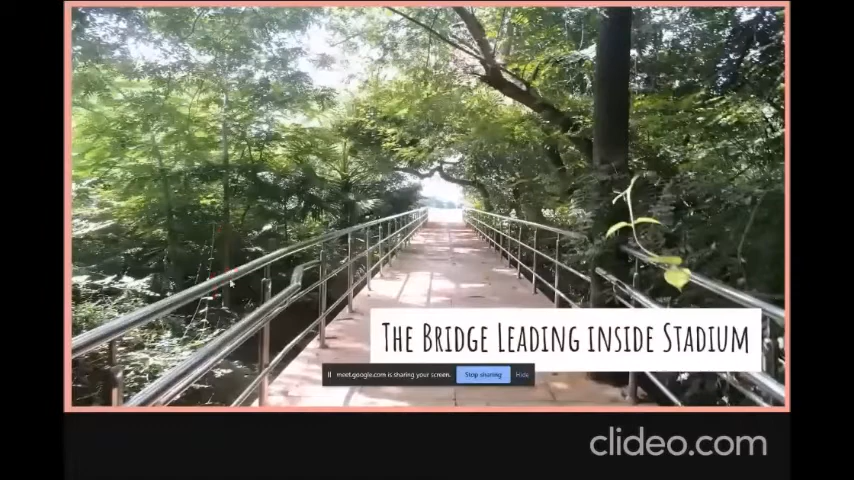 The Bridge Leading inside Stadium
meet.google.com is sharing your screen.
Stop sharing
Hide
clideo.com